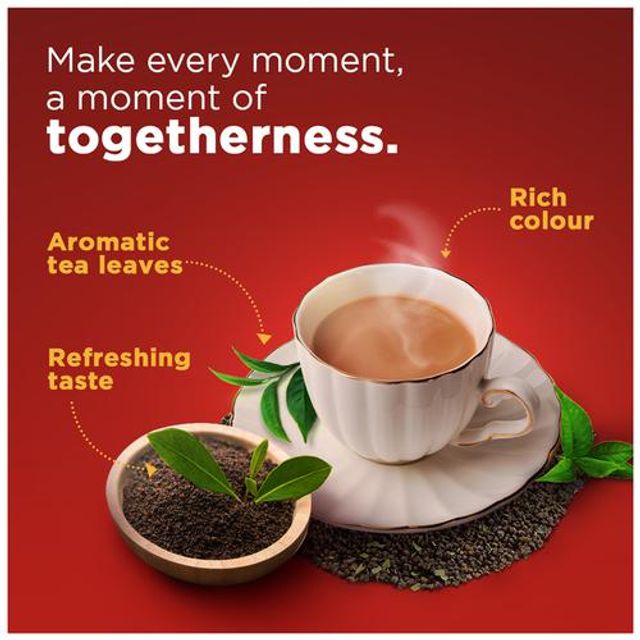 Make every moment,
a moment of
togetherness.
Rich
colour
Aromatic
tea leaves
Refreshing
taste